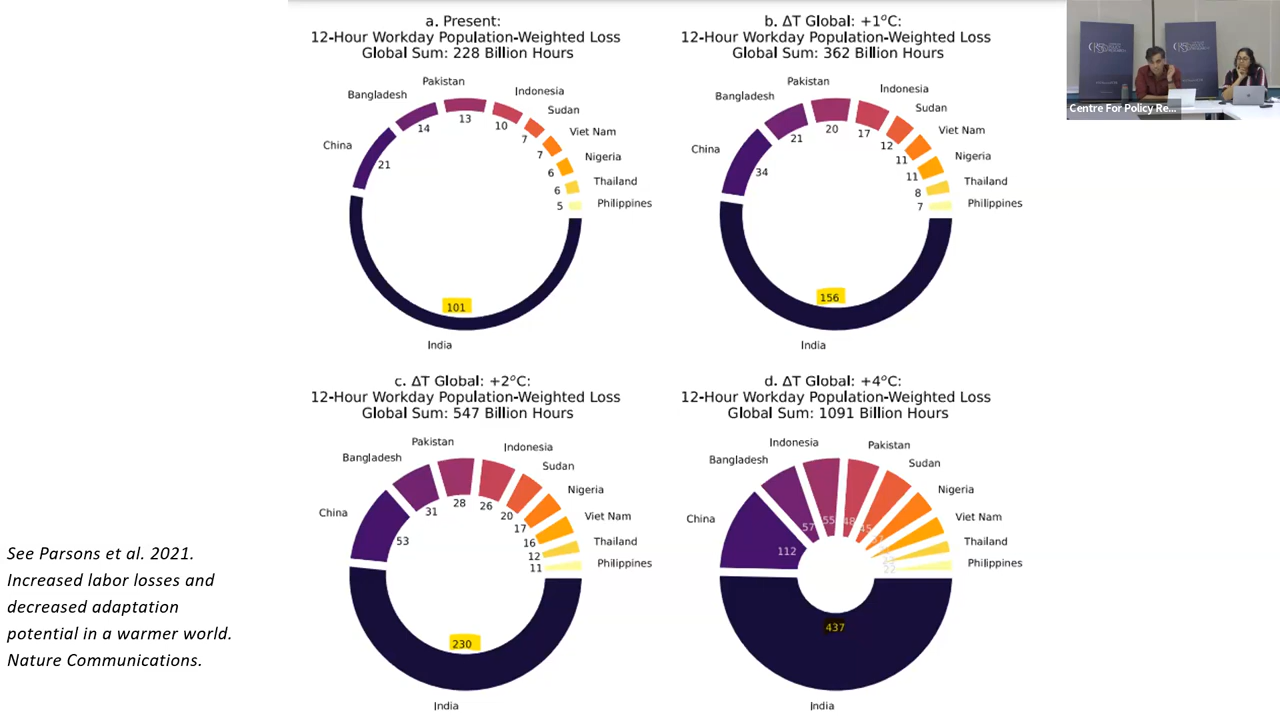 a. Present:
12-Hour Workday Population-Weighted Loss
Global Sum: 228 Billion Hours
Pakistan
Indonesia
Bangladesh
Sudan
Viet Nam
China
Nigeria
Thailand
Philippines
India
21
14
13
10
7
7
6
6
5
101
b. ΔT Global: +1°C:
12-Hour Workday Population-Weighted Loss
Global Sum: 362 Billion Hours
Pakistan
Indonesia
Bangladesh
Sudan
Viet Nam
China
Nigeria
Thailand
Philippines
India
34
21
20
17
12
11
11
8
7
156
Centre For Policy Re...
c. ΔT Global: +2°C:
12-Hour Workday Population-Weighted Loss
Global Sum: 547 Billion Hours
Pakistan
Indonesia
Bangladesh
Sudan
Nigeria
China
Viet Nam
Thailand
Philippines
India
53
31
28
26
20
17
16
12
11
230
d. ΔT Global: +4°C:
12-Hour Workday Population-Weighted Loss
Global Sum: 1091 Billion Hours
Indonesia
Pakistan
Bangladesh
Sudan
Nigeria
China
Viet Nam
Thailand
Philippines
India
112
57
55
48
22
437
See Parsons et al. 2021.
Increased labor losses and
decreased adaptation
potential in a warmer world.
Nature Communications.